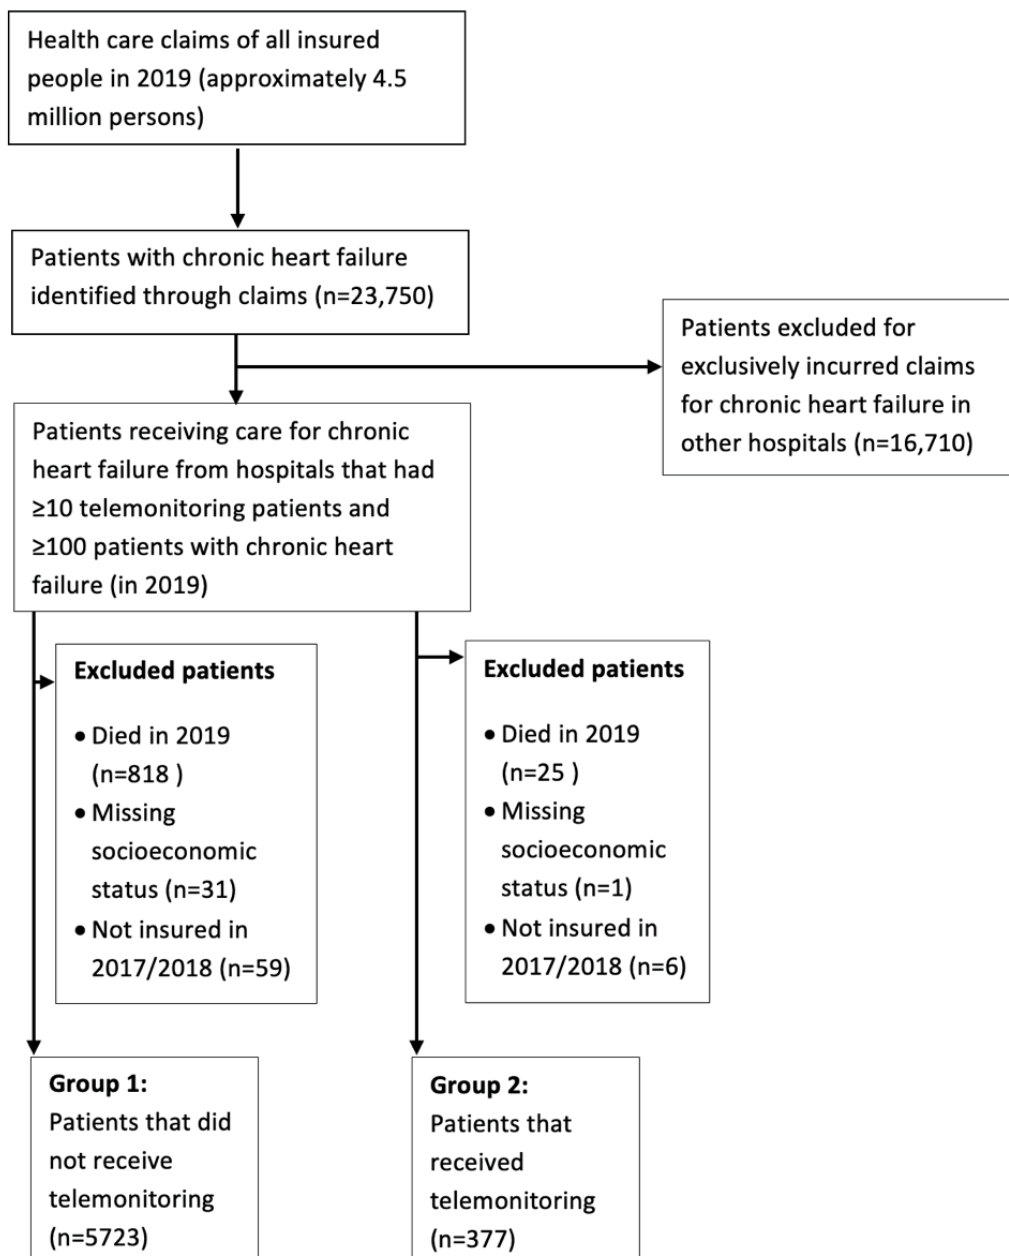 Health care claims of all insured
people in 2019 (approximately 4.5
million persons)
Patients with chronic heart failure
identified through claims (n=23,750)
Patients excluded for
exclusively incurred claims
for chronic heart failure in
other hospitals (n=16,710)
Patients receiving care for chronic
heart failure from hospitals that had
≥10 telemonitoring patients and
≥100 patients with chronic heart
failure (in 2019)
Excluded patients
• Died in 2019
(n=818 )
• Missing
socioeconomic
status (n=31)
• Not insured in
2017/2018 (n=59)
Excluded patients
• Died in 2019
(n=25 )
• Missing
socioeconomic
status (n=1)
• Not insured in
2017/2018 (n=6)
Group 1:
Patients that did
not receive
telemonitoring
(n=5723)
Group 2:
Patients that
received
telemonitoring
(n=377)